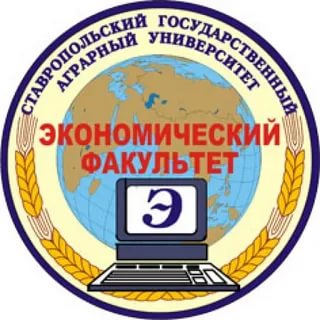 СТАВРОПОЛЬСКИЙ ГОСУДАРСТВЕННЫЙ
АГРАРНЫЙ УНИВЕРСИТЕТ
ЭКОНОМИЧЕСКИЙ
ФАКУЛЬТЕТ
Э